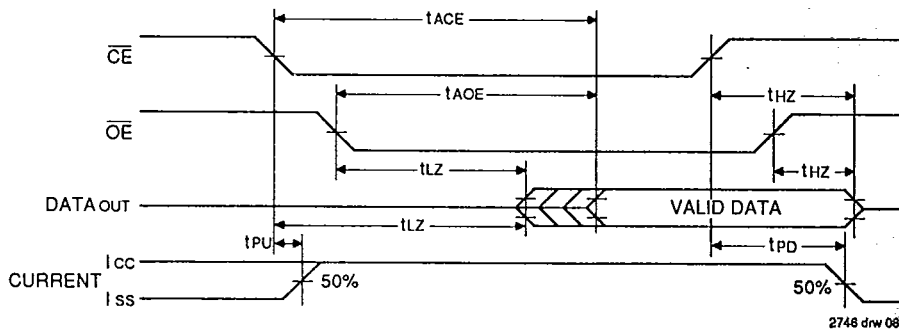 tACE
CE
tAOE
tHZ
OE
tLZ
tHZ
DATA OUT
VALID DATA
tLZ
tPU
tPD
ICC
CURRENT
50%
50%
ISS
2746 drw 08